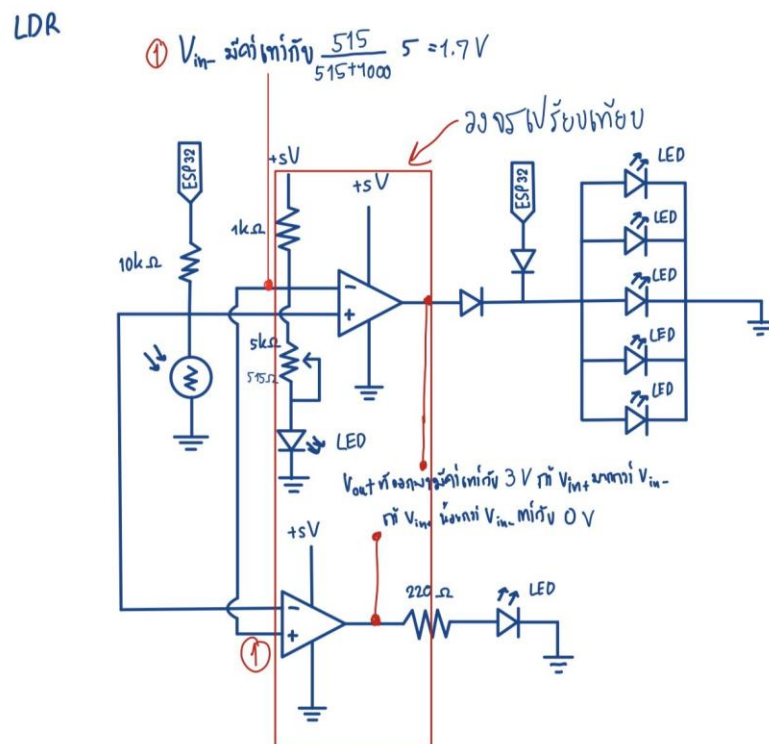 LDR
① Vin- มีค่าเท่ากับ 515/(515+1000) 5 = 1.7 V
วงจรเปรียบเทียบ
ESP32
+5V
+5V
ESP32
LED
LED
LED
LED
LED
1kΩ
10kΩ
-
+
5kΩ
515Ω
LED
Vout ที่ออกมามีค่าเท่ากับ 3 V ถ้า Vin+ มากกว่า Vin-
ถ้า Vin+ น้อยกว่า Vin- เท่ากับ 0 V
+5V
220Ω
LED
-
+
①